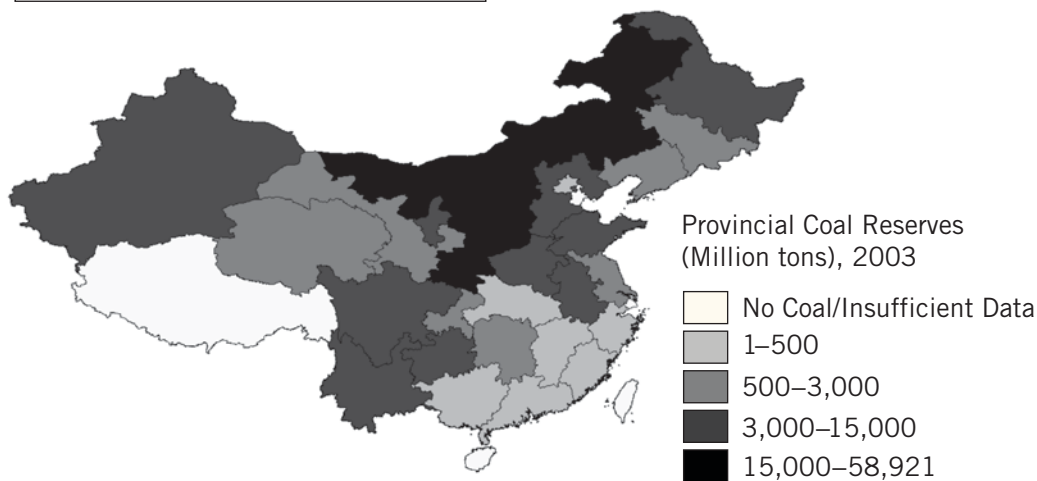 Provincial Coal Reserves
(Million tons), 2003
No Coal/Insufficient Data
1–500
500–3,000
3,000–15,000
15,000–58,921